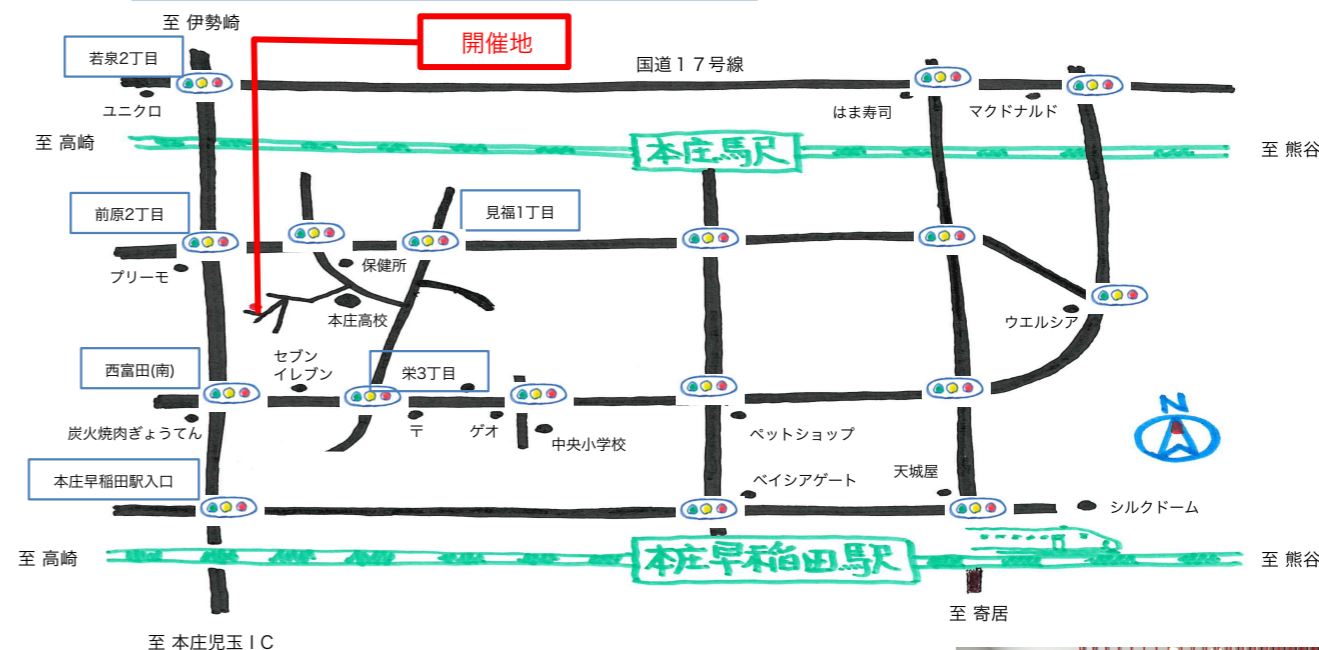 至 伊勢崎
開催地
若泉2丁目
国道17号線
ユニクロ
はま寿司
マクドナルド
至 高崎
本庄駅
至 熊谷
前原2丁目
見福1丁目
保健所
プリーモ
本庄高校
ウエルシア
セブン
イレブン
西富田(南)
栄3丁目
N
炭火焼肉ぎょうてん
〒
ゲオ
中央小学校
ペットショップ
本庄早稲田駅入口
ベイシアゲート
天城屋
シルクドーム
至 高崎
本庄早稲田駅
至 熊谷
至 寄居
至 本庄児玉IC